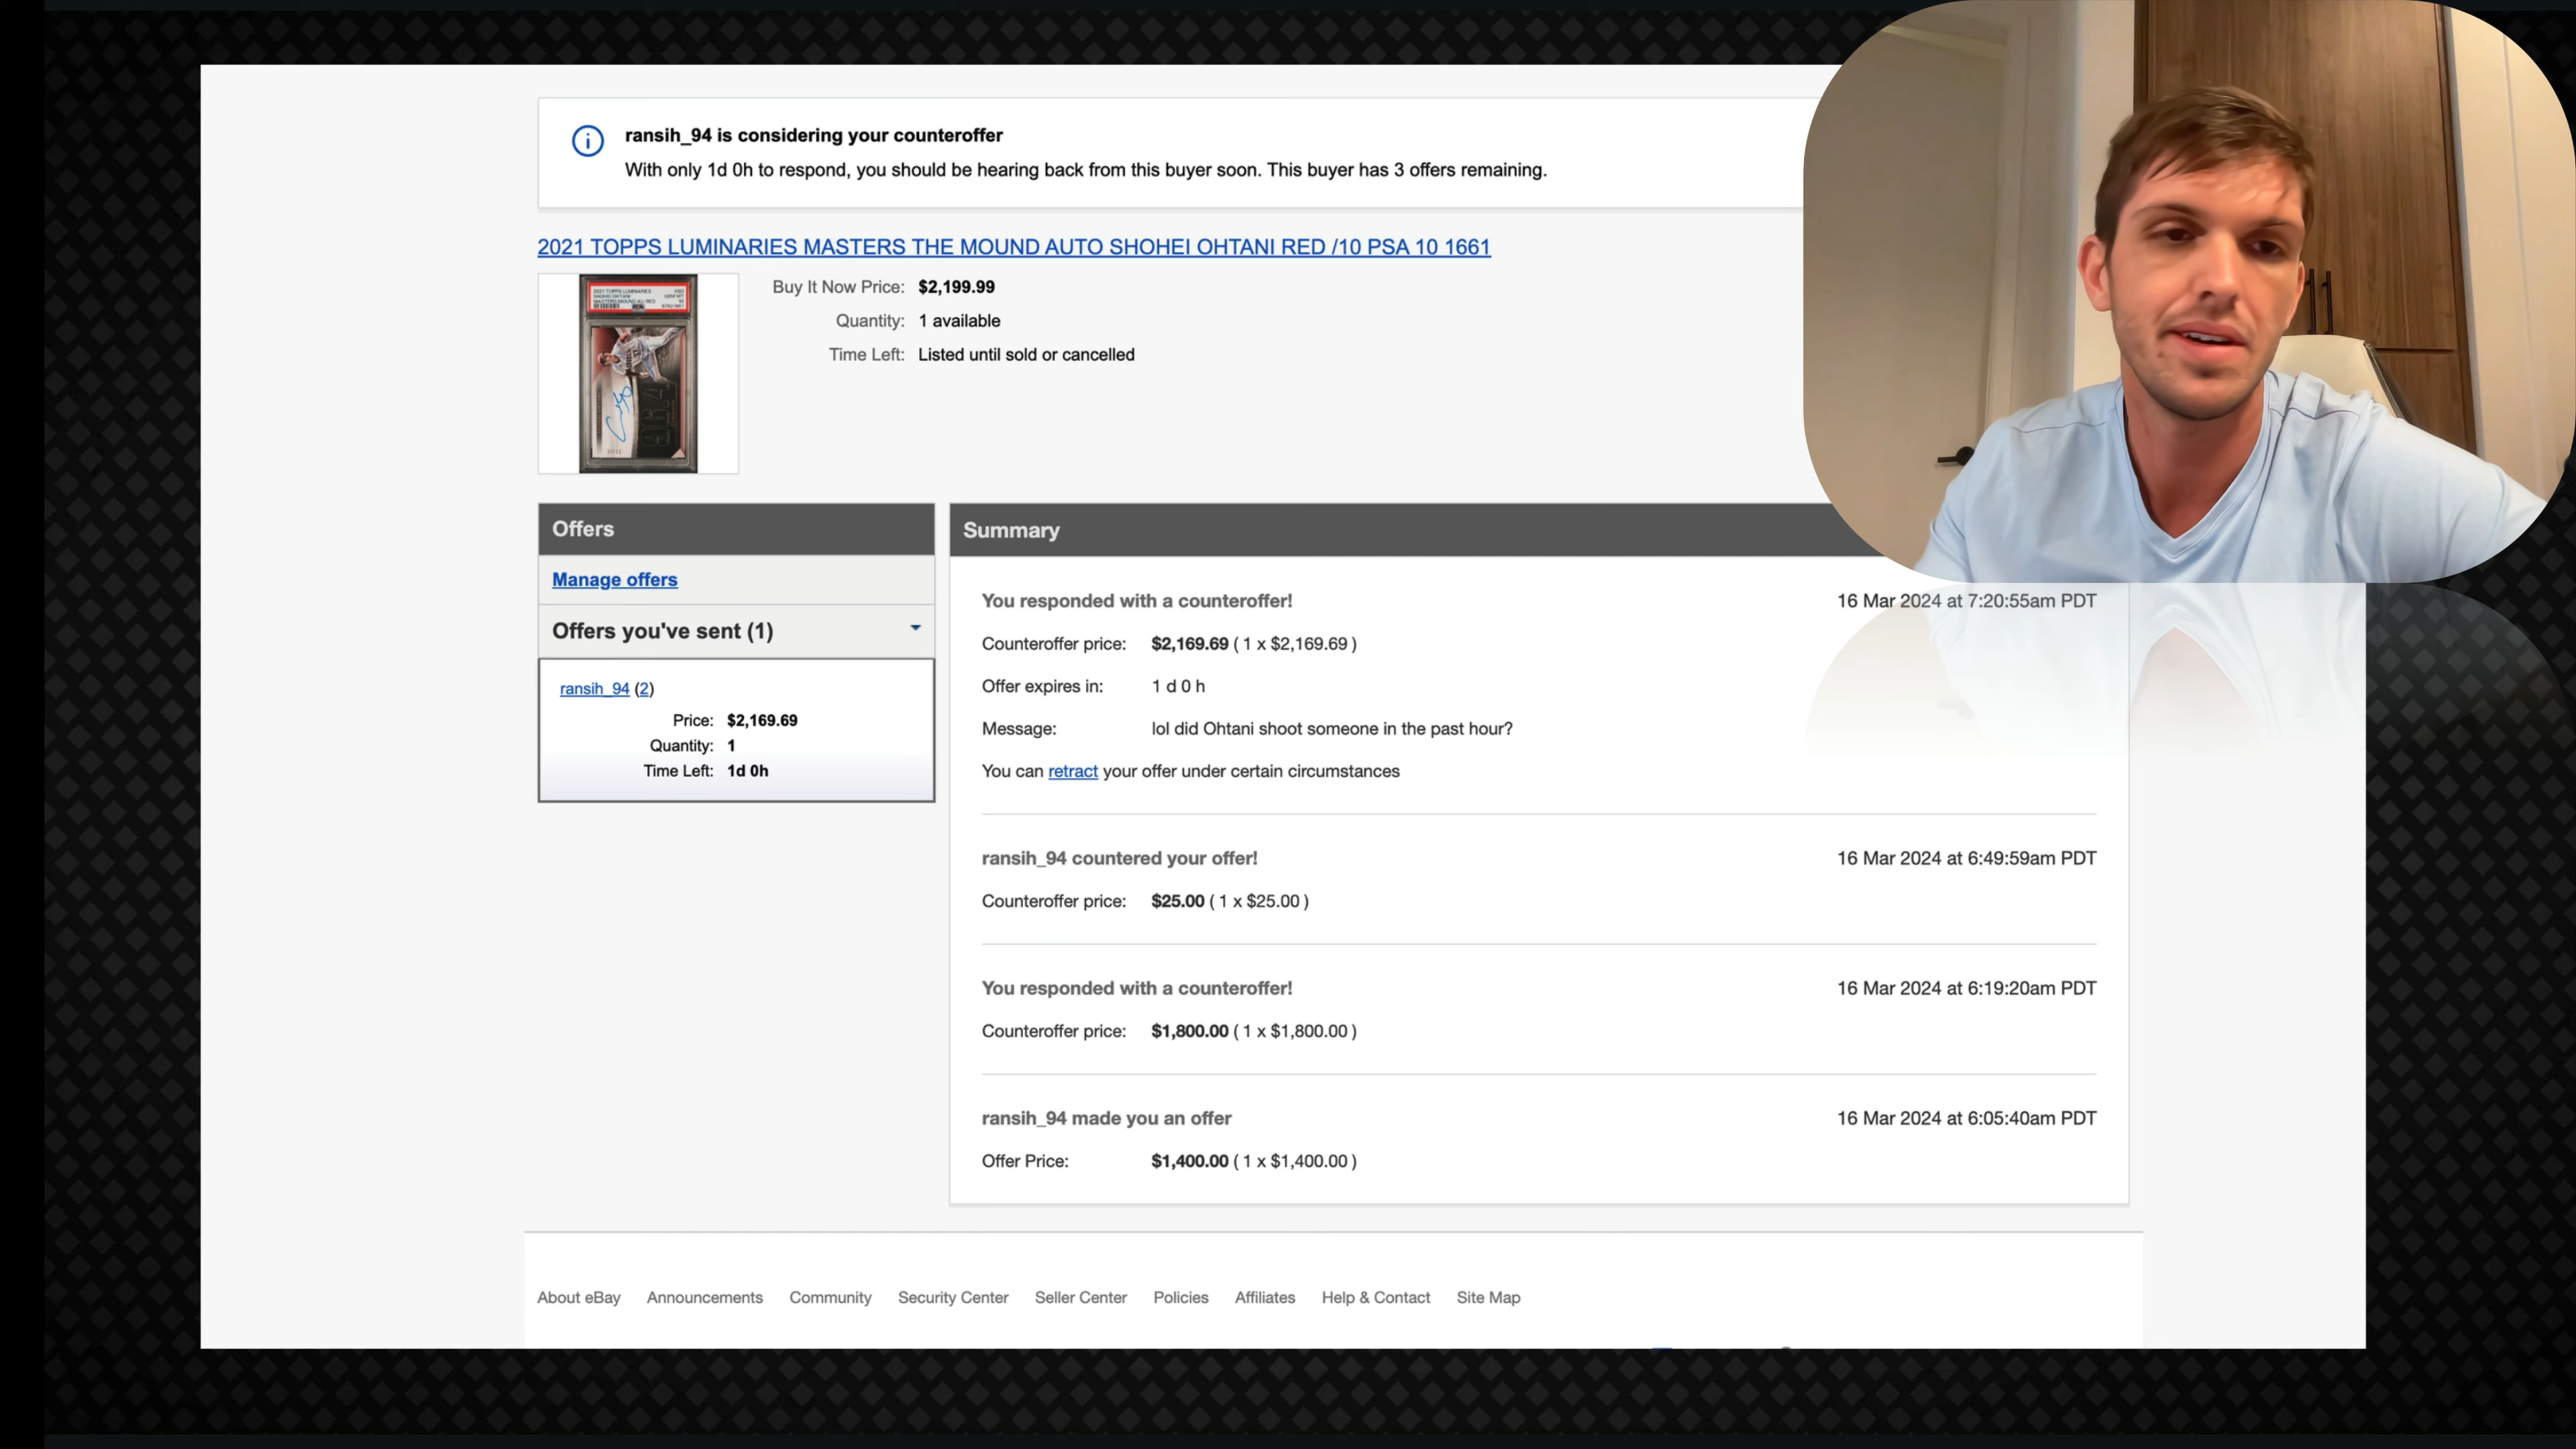 ransih_94 is considering your counteroffer
With only 1d 0h to respond, you should be hearing back from this buyer soon. This buyer has 3 offers remaining.
2021 TOPPS LUMINARIES MASTERS THE MOUND AUTO SHOHEI OHTANI RED /10 PSA 10 1661
2021 TOPPS LUMINARIES
SHOHEI OHTANI
Buy It Now Price: $2,199.99
Quantity: 1 available
Time Left: Listed until sold or cancelled
Offers
Manage offers
Offers you've sent (1)
ransih_94 (2)
Price: $2,169.69
Quantity: 1
Time Left: 1d 0h
Summary
You responded with a counteroffer! 16 Mar 2024 at 7:20:55am PDT
Counteroffer price: $2,169.69 ( 1 x $2,169.69 )
Offer expires in: 1 d 0 h
Message: lol did Ohtani shoot someone in the past hour?
You can retract your offer under certain circumstances
ransih_94 countered your offer! 16 Mar 2024 at 6:49:59am PDT
Counteroffer price: $25.00 ( 1 x $25.00 )
You responded with a counteroffer! 16 Mar 2024 at 6:19:20am PDT
Counteroffer price: $1,800.00 ( 1 x $1,800.00 )
ransih_94 made you an offer 16 Mar 2024 at 6:05:40am PDT
Offer Price: $1,400.00 ( 1 x $1,400.00 )
About eBay Announcements Community Security Center Seller Center Policies Affiliates Help & Contact Site Map